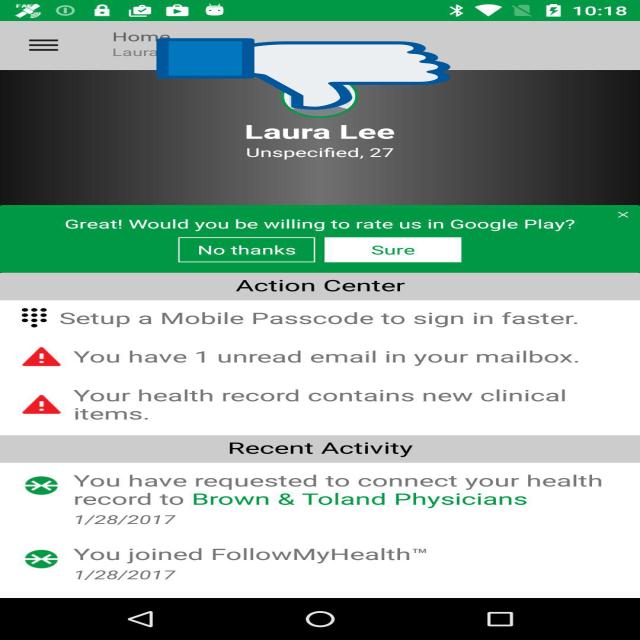 10:18
Home
Laura
Laura Lee
Unspecified, 27
Great! Would you be willing to rate us in Google Play?
×
No thanks
Sure
Action Center
Setup a Mobile Passcode to sign in faster.
You have 1 unread email in your mailbox.
Your health record contains new clinical
items.
Recent Activity
You have requested to connect your health
record to Brown & Toland Physicians
1/28/2017
You joined FollowMyHealth™
1/28/2017